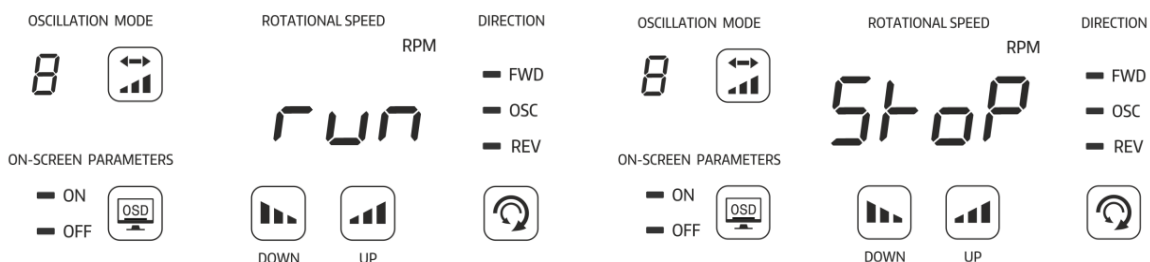 OSCILLATION MODE
ROTATIONAL SPEED
DIRECTION
RPM
8
run
FWD
OSC
REV
ON-SCREEN PARAMETERS
ON
OFF
OSD
DOWN
UP
OSCILLATION MODE
ROTATIONAL SPEED
DIRECTION
RPM
8
StoP
FWD
OSC
REV
ON-SCREEN PARAMETERS
ON
OFF
OSD
DOWN
UP